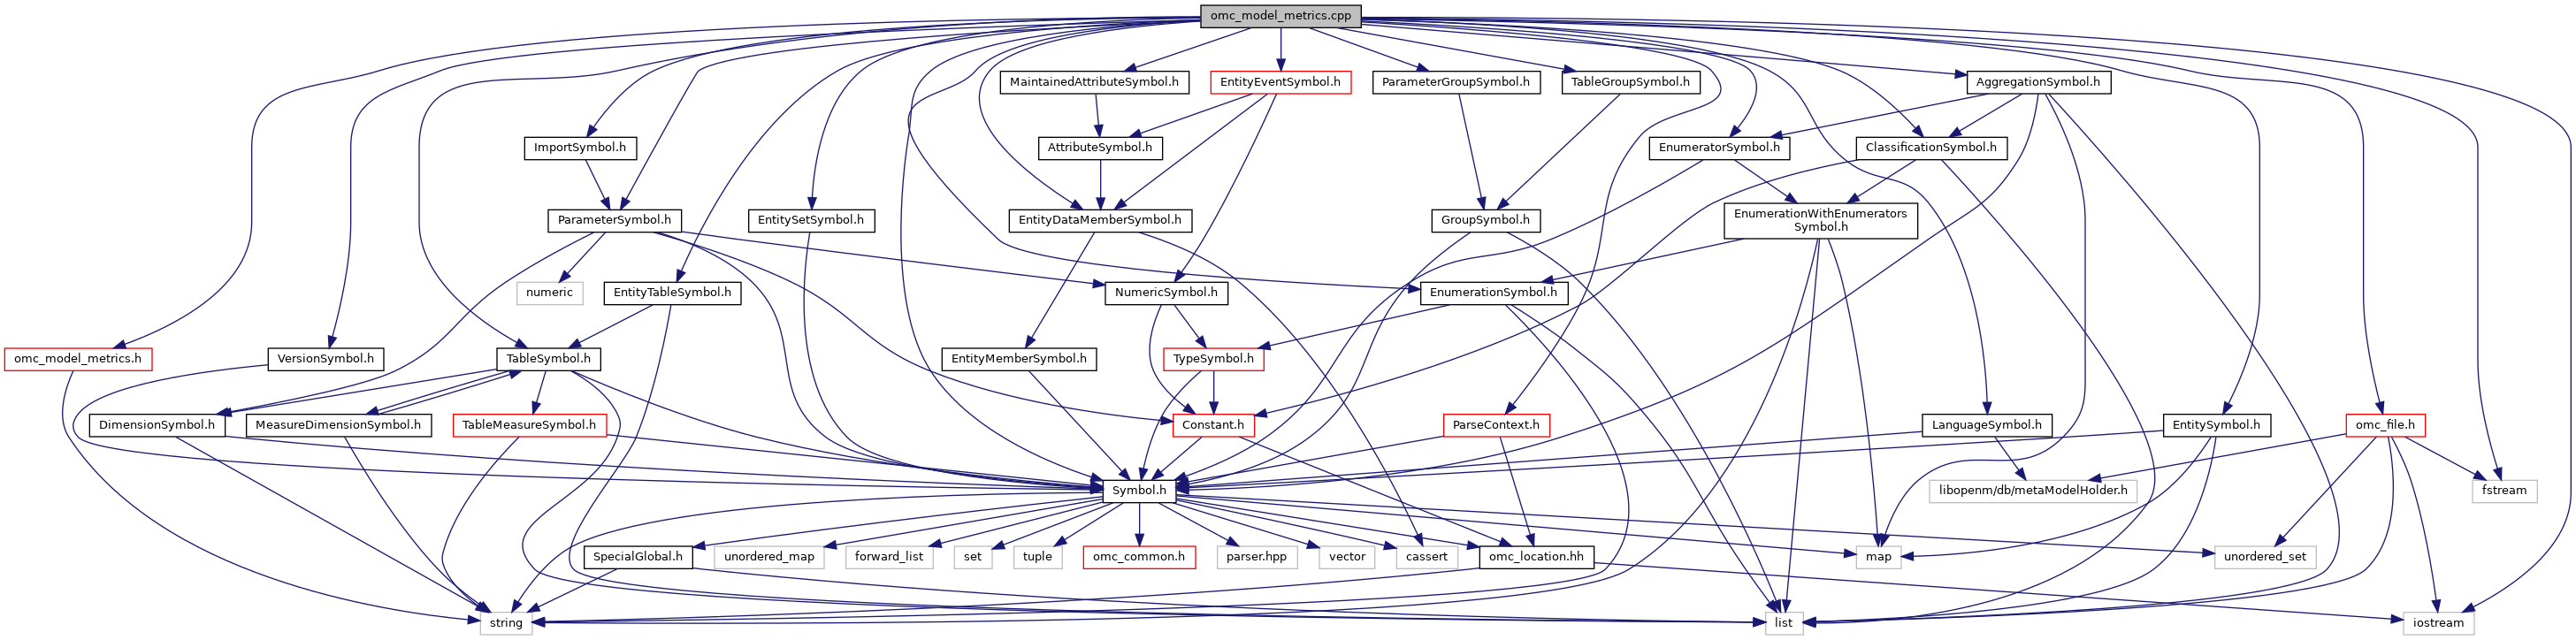 omc_model_metrics.cpp
MaintainedAttributeSymbol.h
EntityEventSymbol.h
ParameterGroupSymbol.h
TableGroupSymbol.h
AggregationSymbol.h
ImportSymbol.h
AttributeSymbol.h
EnumeratorSymbol.h
ClassificationSymbol.h
ParameterSymbol.h
EntitySetSymbol.h
EntityDataMemberSymbol.h
GroupSymbol.h
EnumerationWithEnumerators
Symbol.h
numeric
EntityTableSymbol.h
NumericSymbol.h
EnumerationSymbol.h
omc_model_metrics.h
VersionSymbol.h
TableSymbol.h
EntityMemberSymbol.h
TypeSymbol.h
DimensionSymbol.h
MeasureDimensionSymbol.h
TableMeasureSymbol.h
Constant.h
ParseContext.h
LanguageSymbol.h
EntitySymbol.h
omc_file.h
Symbol.h
libopenm/db/metaModelHolder.h
fstream
SpecialGlobal.h
unordered_map
forward_list
set
tuple
omc_common.h
parser.hpp
vector
cassert
omc_location.hh
map
unordered_set
string
list
iostream